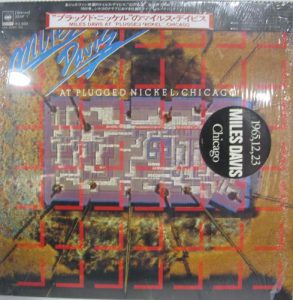 "プラグド・ニッケル"のマイルス・デイビス
MILES DAVIS AT PLUGGED NICKEL, CHICAGO
Miles
Davis
AT PLUGGED NICKEL, CHICAGO
1965,12,23
MILES DAVIS
Chicago